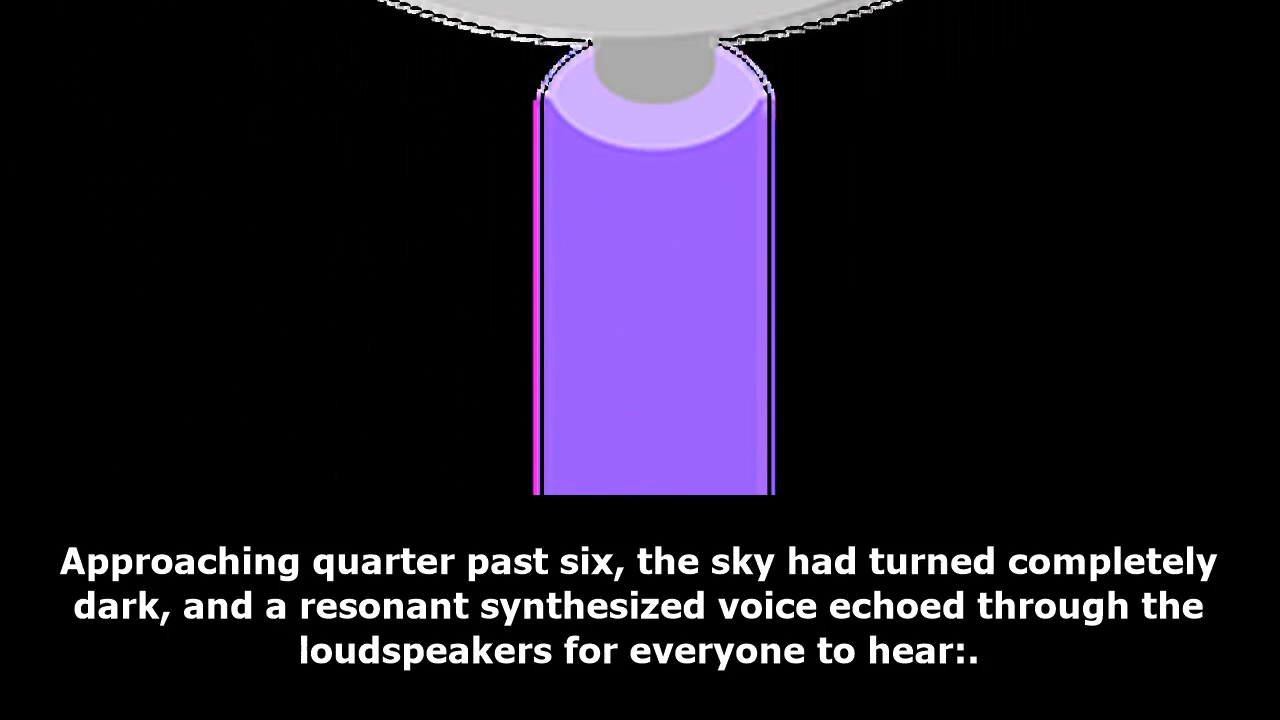 Approaching quarter past six, the sky had turned completely
dark, and a resonant synthesized voice echoed through the
loudspeakers for everyone to hear:.